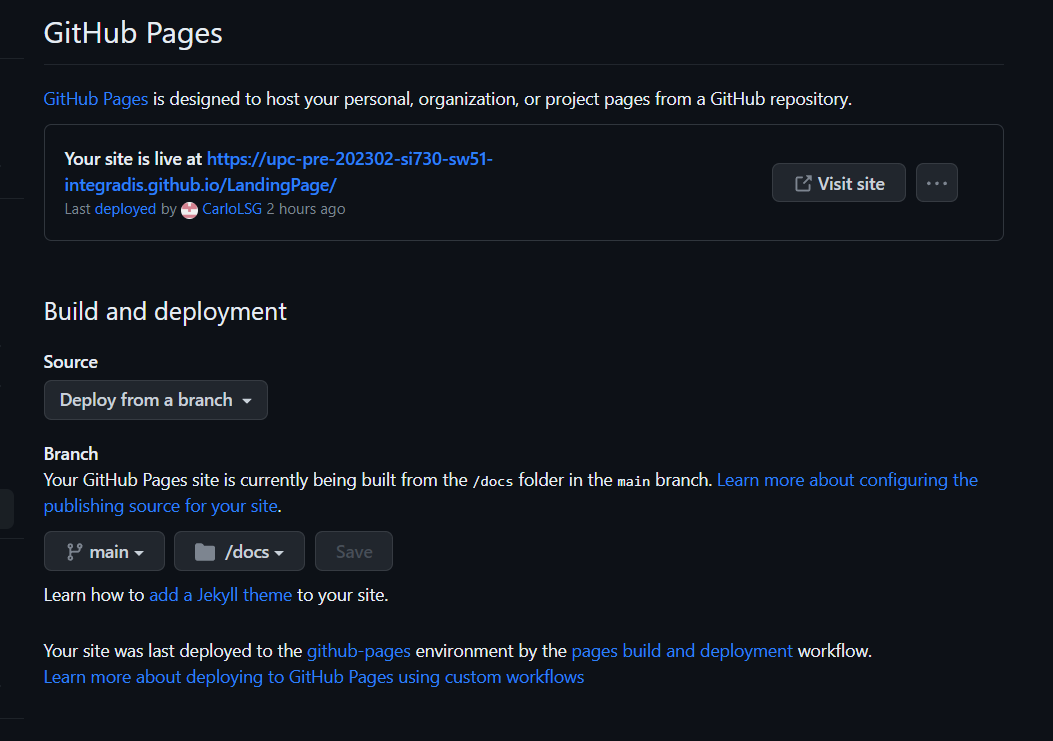 GitHub Pages
GitHub Pages is designed to host your personal, organization, or project pages from a GitHub repository.
Your site is live at https://upc-pre-202302-si730-sw51-
integradis.github.io/LandingPage/
Visit site
Last deployed by CarloLSG 2 hours ago
Build and deployment
Source
Deploy from a branch
Branch
Your GitHub Pages site is currently being built from the /docs folder in the main branch. Learn more about configuring the
publishing source for your site.
main /docs Save
Learn how to add a Jekyll theme to your site.
Your site was last deployed to the github-pages environment by the pages build and deployment workflow.
Learn more about deploying to GitHub Pages using custom workflows